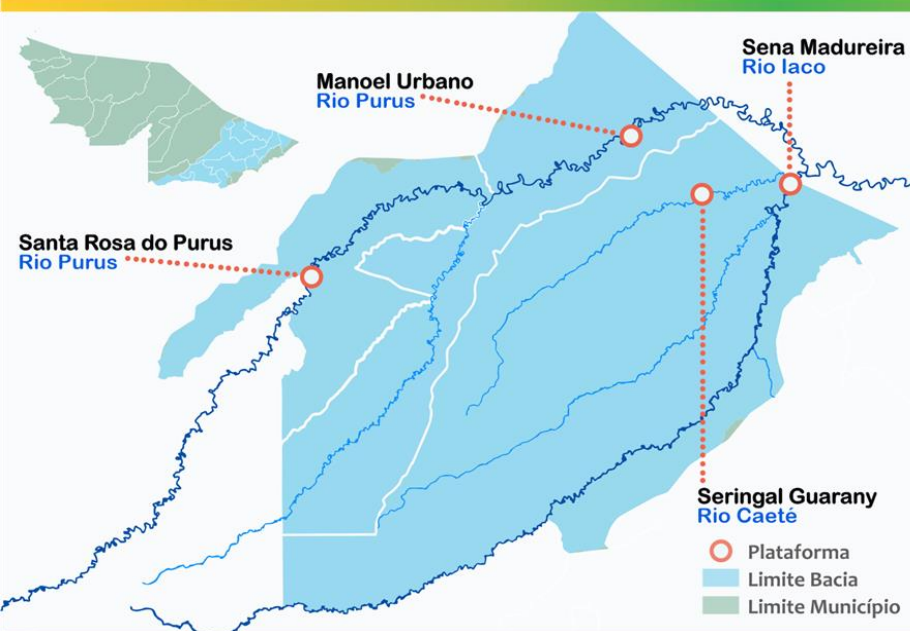 Sena Madureira
Rio Iaco
Manoel Urbano
Rio Purus
Santa Rosa do Purus
Rio Purus
Seringal Guarany
Rio Caeté
Plataforma
Limite Bacia
Limite Município